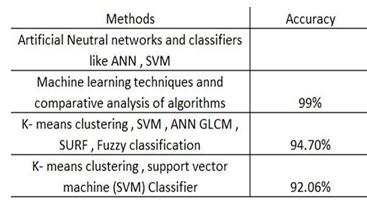 Methods Accuracy
Artificial Neutral networks and classifiers
like ANN , SVM
Machine learning techniques annd
comparative analysis of algorithms 99%
K- means clustering , SVM , ANN GLCM ,
SURF , Fuzzy classification 94.70%
K- means clustering , support vector
machine (SVM) Classifier 92.06%